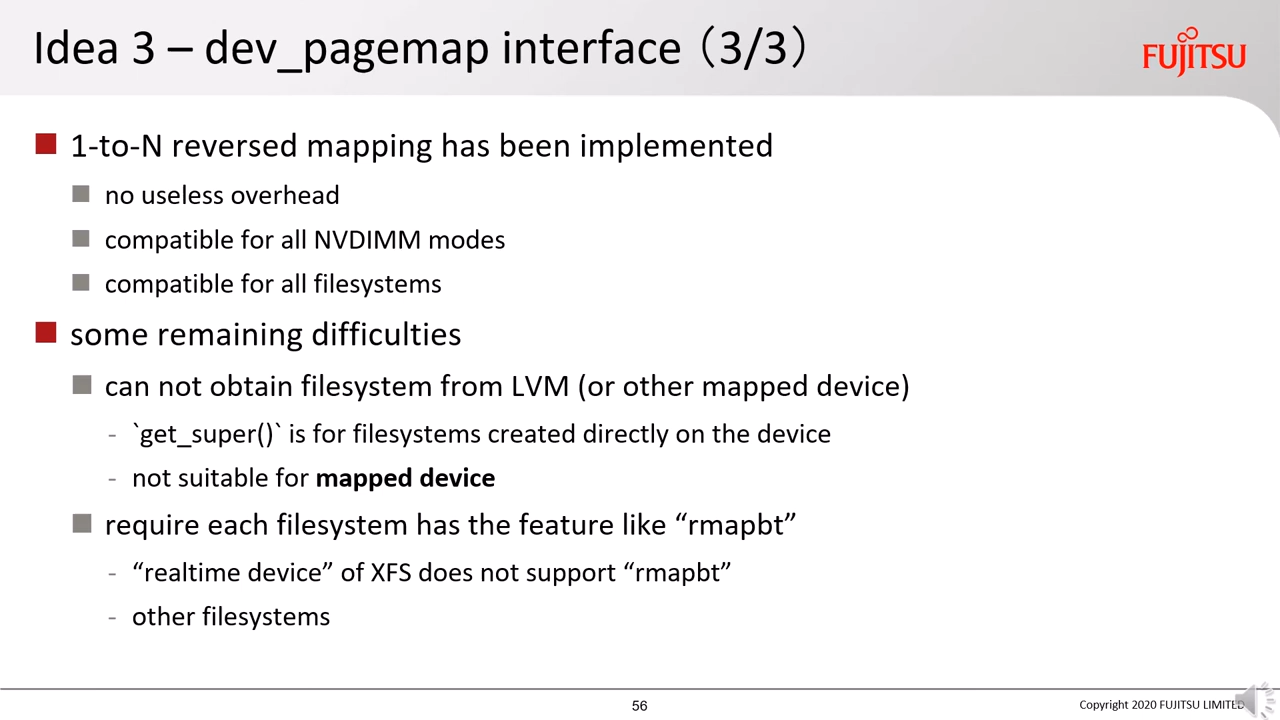 Idea 3 – dev_pagemap interface （3/3）
FUJITSU
1-to-N reversed mapping has been implemented
no useless overhead
compatible for all NVDIMM modes
compatible for all filesystems
some remaining difficulties
can not obtain filesystem from LVM (or other mapped device)
- `get_super()` is for filesystems created directly on the device
- not suitable for mapped device
require each filesystem has the feature like “rmapbt”
- “realtime device” of XFS does not support “rmapbt”
- other filesystems
56
Copyright 2020 FUJITSU LIMITED